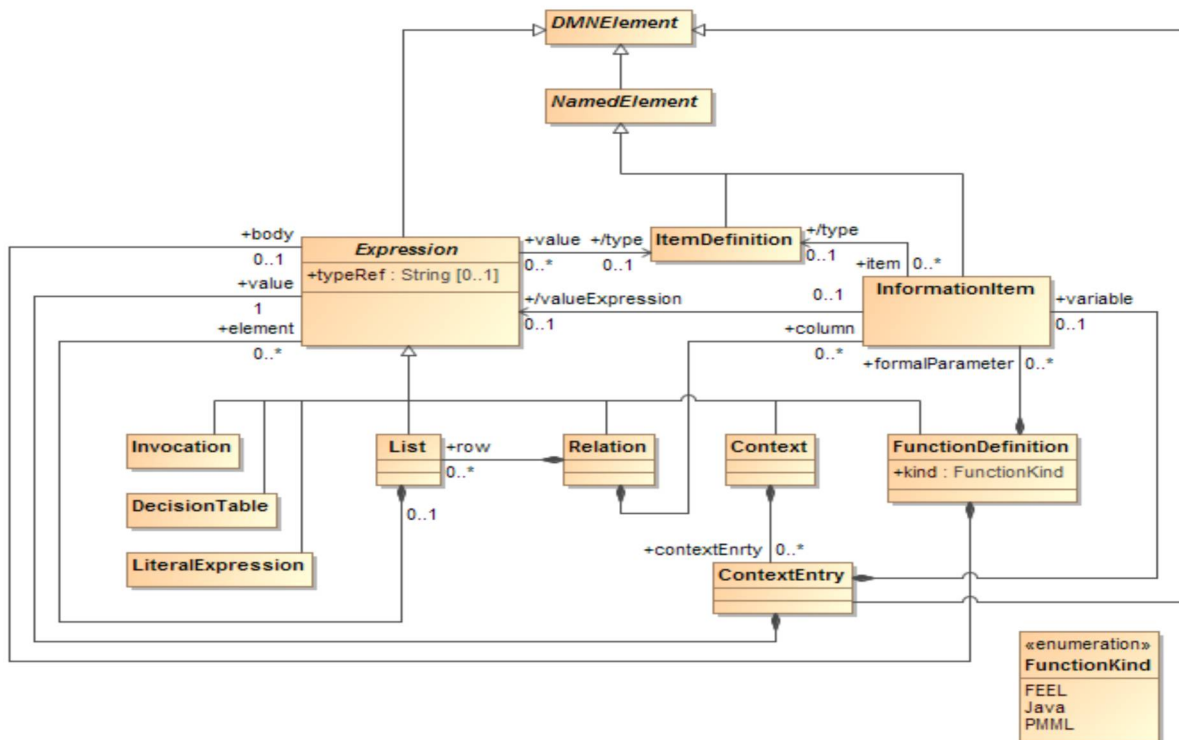 DMNElement
NamedElement
+body
0..1
Expression
+typeRef : String [0..1]
+value
1
+element
0..*
+value
0..*
+/type
0..1
ItemDefinition
+/type
0..1
+item
0..*
InformationItem
+/valueExpression
0..1
0..1
+variable
0..1
+column
0..*
+formalParameter
0..*
Invocation
DecisionTable
LiteralExpression
List
0..1
+row
0..*
Relation
Context
FunctionDefinition
+kind : FunctionKind
+contextEnrty
0..*
ContextEntry
«enumeration»
FunctionKind
FEEL
Java
PMML